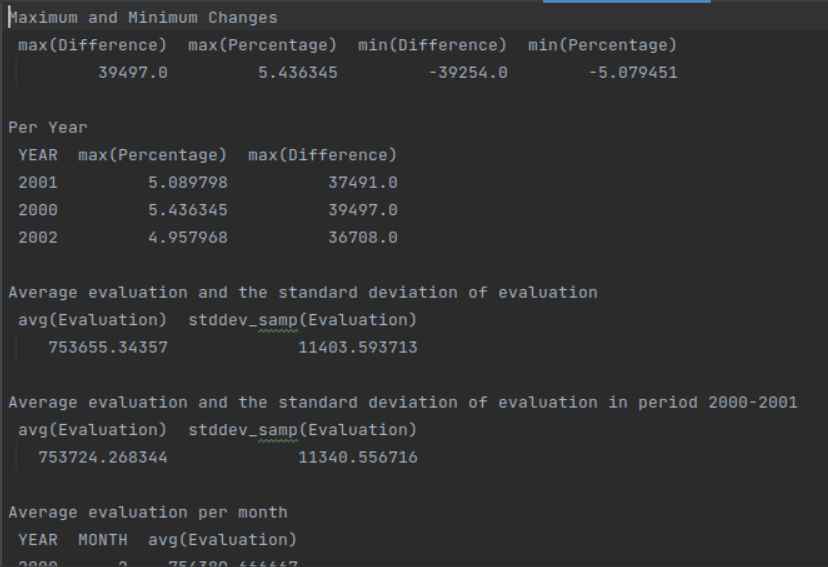 Maximum and Minimum Changes
max(Difference) max(Percentage) min(Difference) min(Percentage)
39497.0 5.436345 -39254.0 -5.079451
Per Year
YEAR max(Percentage) max(Difference)
2001 5.089798 37491.0
2000 5.436345 39497.0
2002 4.957968 36708.0
Average evaluation and the standard deviation of evaluation
avg(Evaluation) stddev_samp(Evaluation)
753655.34357 11403.593713
Average evaluation and the standard deviation of evaluation in period 2000-2001
avg(Evaluation) stddev_samp(Evaluation)
753724.268344 11340.556716
Average evaluation per month
YEAR MONTH avg(Evaluation)
2000